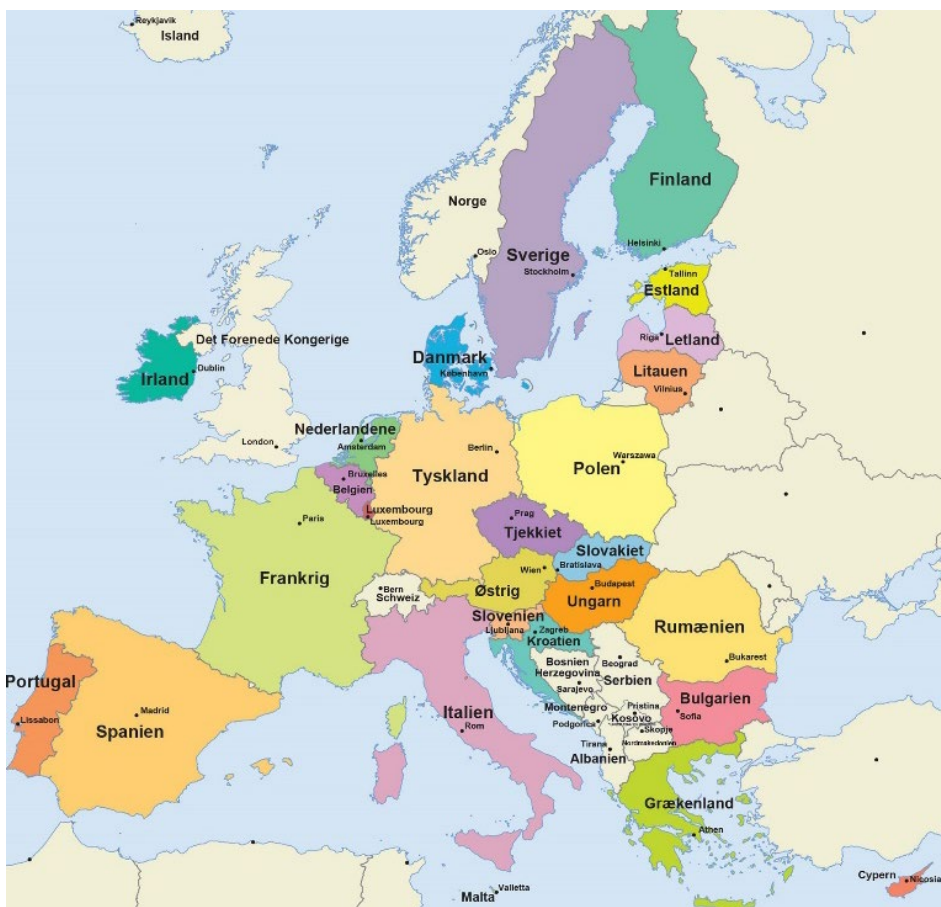 Reykjavik
Island
Norge
Oslo
Sverige
Stockholm
Finland
Helsinki
Tallinn
Estland
Riga
Letland
Litauen
Vilnius
Det Forenede Kongerige
Irland
Dublin
London
Danmark
København
Nederlandene
Amsterdam
Bruxelles
Belgien
Luxembourg
Luxembourg
Berlin
Tyskland
Polen
Warszawa
Prag
Tjekkiet
Slovakiet
Bratislava
Wien
Østrig
Budapest
Ungarn
Paris
Frankrig
Bern
Schweiz
Slovenien
Ljubljana
Zagreb
Kroatien
Rumænien
Bukarest
Bosnien
Herzegovina
Sarajevo
Beograd
Serbien
Montenegro
Podgorica
Pristina
Kosovo
Bulgarien
Sofia
Skopje
Nordmakedonien
Tirana
Albanien
Portugal
Lissabon
Madrid
Spanien
Italien
Rom
Grækenland
Athen
Malta
Valletta
Cypern
Nicosia